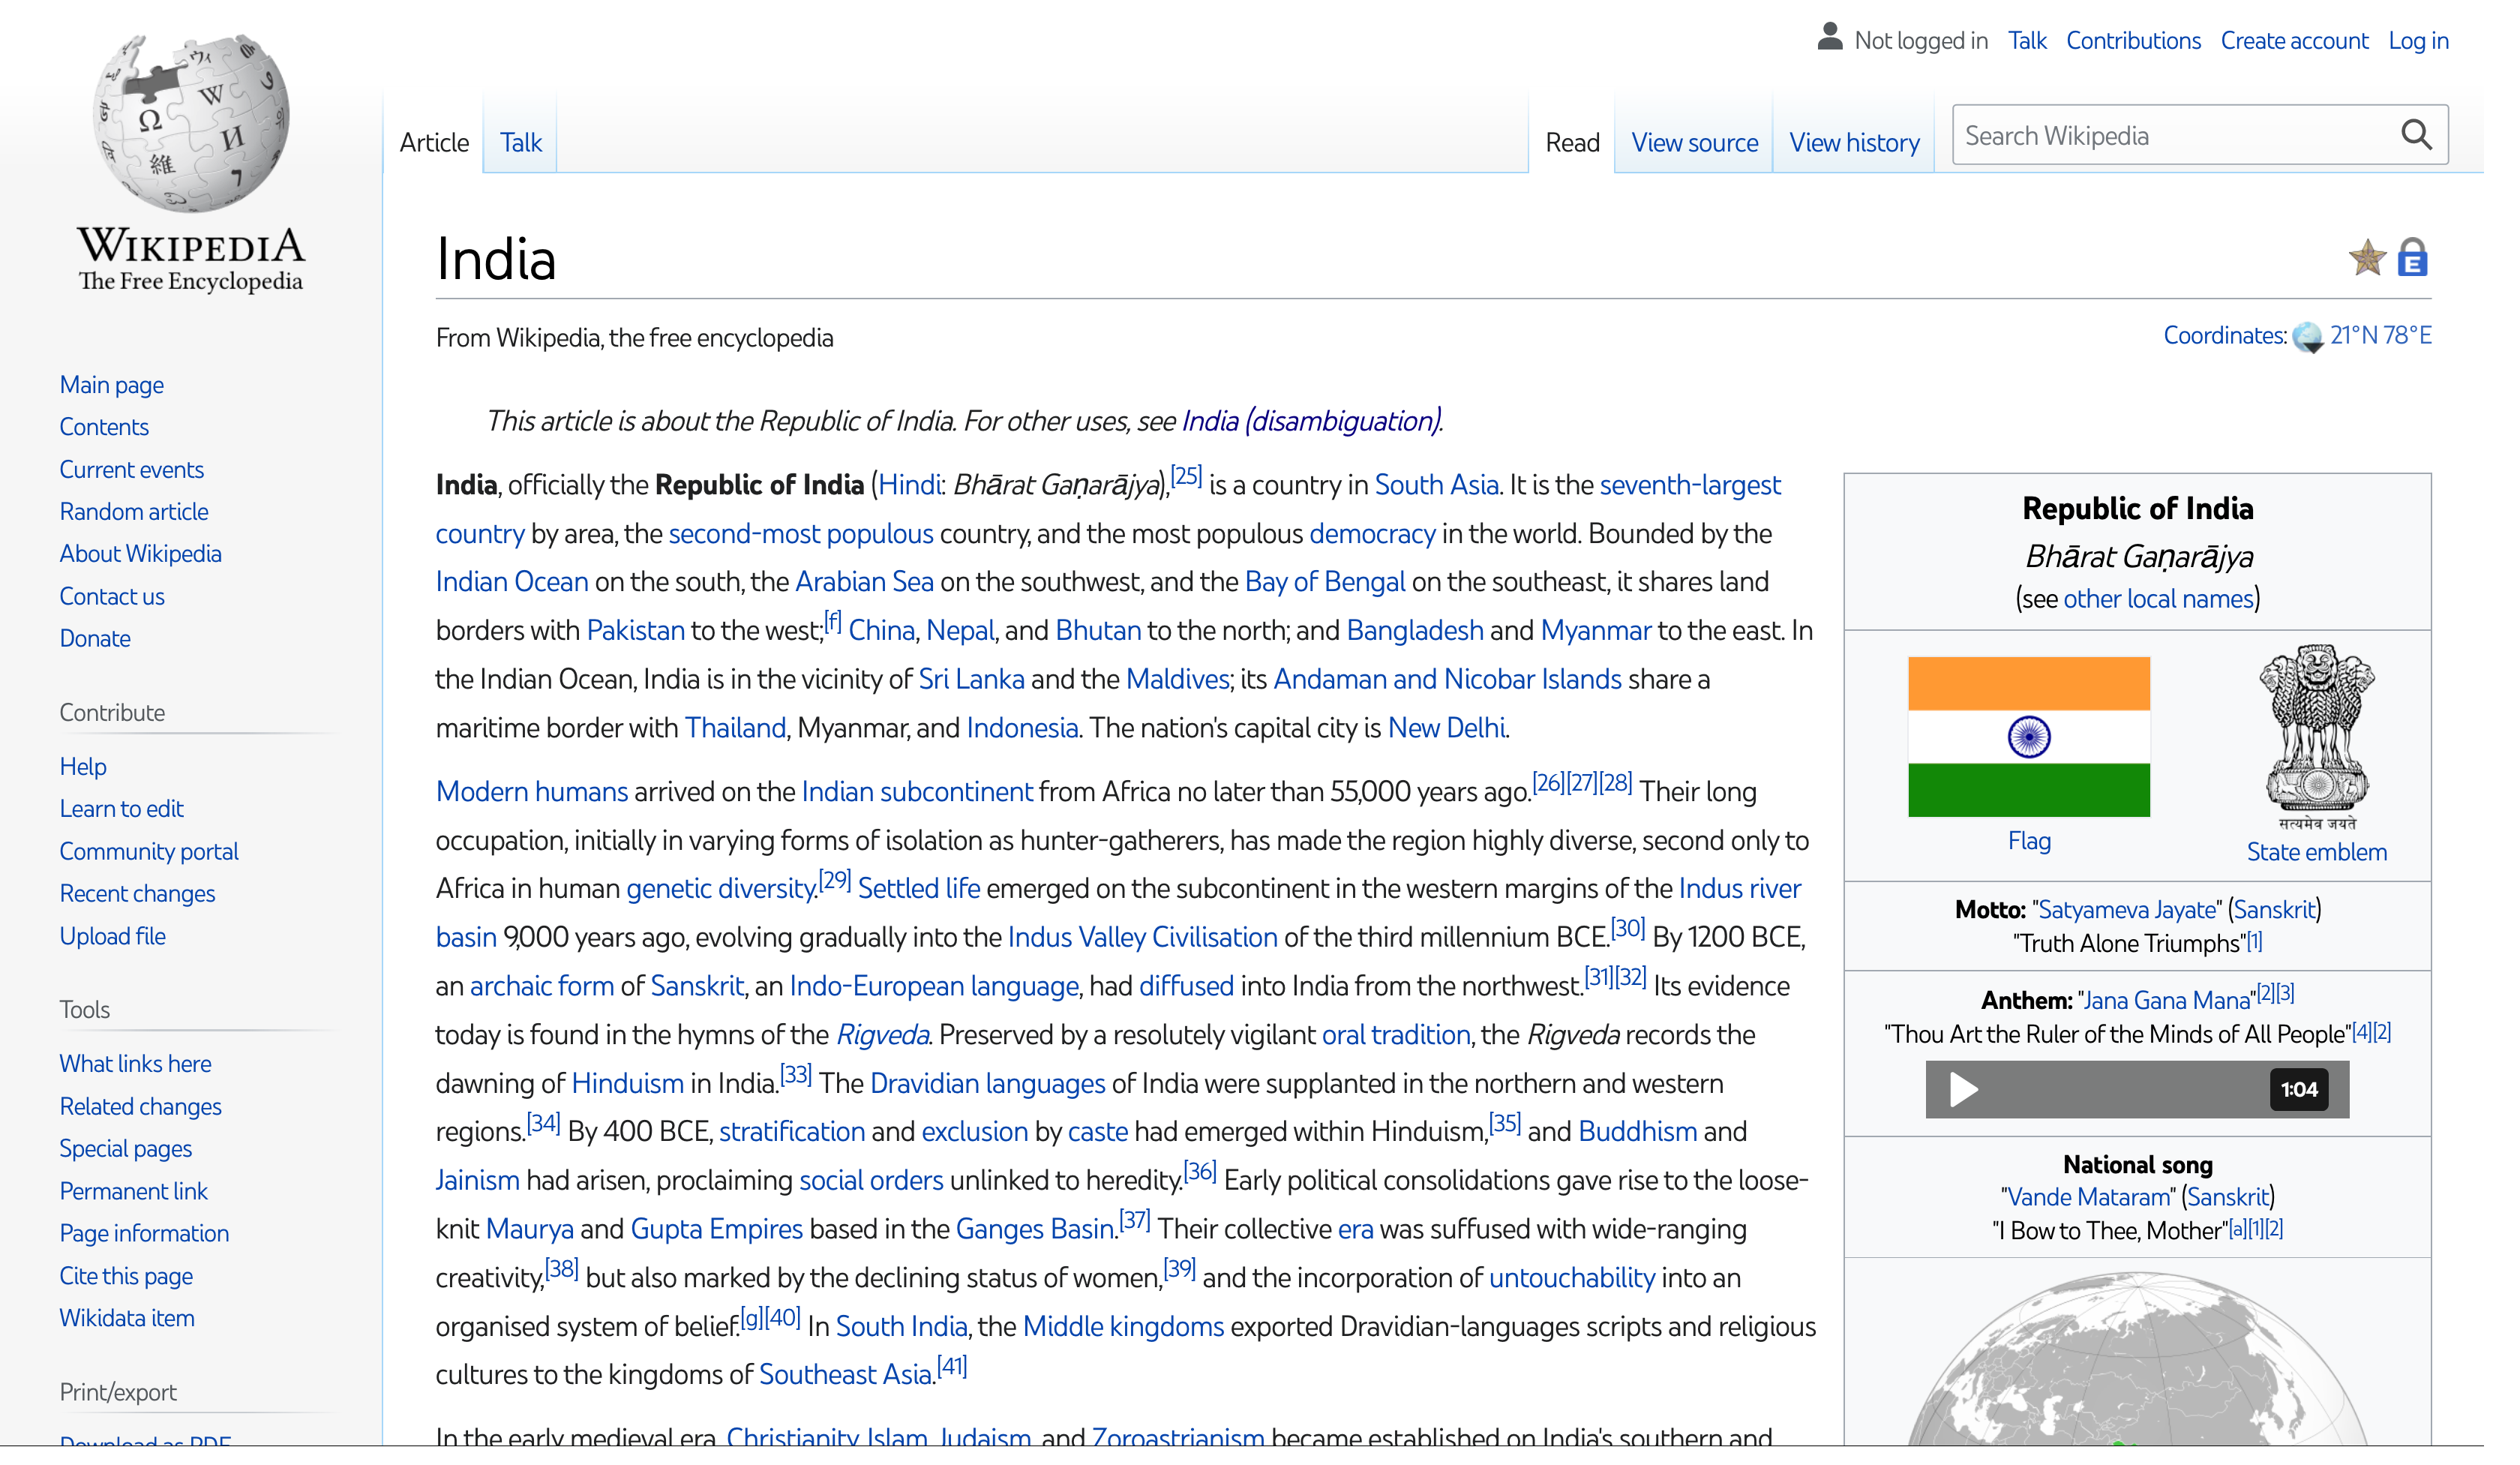 Not logged in Talk Contributions Create account Log in
WIKIPEDIA
The Free Encyclopedia
Article Talk
Read View source View history
Search Wikipedia
Main page
Contents
Current events
Random article
About Wikipedia
Contact us
Donate
Contribute
Help
Learn to edit
Community portal
Recent changes
Upload file
Tools
What links here
Related changes
Special pages
Permanent link
Page information
Cite this page
Wikidata item
Print/export
Download as PDF
India
From Wikipedia, the free encyclopedia
Coordinates: 21°N 78°E
This article is about the Republic of India. For other uses, see India (disambiguation).
India, officially the Republic of India (Hindi: Bhārat Gaṇarājya),[25] is a country in South Asia. It is the seventh-largest
country by area, the second-most populous country, and the most populous democracy in the world. Bounded by the
Indian Ocean on the south, the Arabian Sea on the southwest, and the Bay of Bengal on the southeast, it shares land
borders with Pakistan to the west;[f] China, Nepal, and Bhutan to the north; and Bangladesh and Myanmar to the east. In
the Indian Ocean, India is in the vicinity of Sri Lanka and the Maldives; its Andaman and Nicobar Islands share a
maritime border with Thailand, Myanmar, and Indonesia. The nation's capital city is New Delhi.
Modern humans arrived on the Indian subcontinent from Africa no later than 55,000 years ago.[26][27][28] Their long
occupation, initially in varying forms of isolation as hunter-gatherers, has made the region highly diverse, second only to
Africa in human genetic diversity.[29] Settled life emerged on the subcontinent in the western margins of the Indus river
basin 9,000 years ago, evolving gradually into the Indus Valley Civilisation of the third millennium BCE.[30] By 1200 BCE,
an archaic form of Sanskrit, an Indo-European language, had diffused into India from the northwest.[31][32] Its evidence
today is found in the hymns of the Rigveda. Preserved by a resolutely vigilant oral tradition, the Rigveda records the
dawning of Hinduism in India.[33] The Dravidian languages of India were supplanted in the northern and western
regions.[34] By 400 BCE, stratification and exclusion by caste had emerged within Hinduism,[35] and Buddhism and
Jainism had arisen, proclaiming social orders unlinked to heredity.[36] Early political consolidations gave rise to the loose-
knit Maurya and Gupta Empires based in the Ganges Basin.[37] Their collective era was suffused with wide-ranging
creativity,[38] but also marked by the declining status of women,[39] and the incorporation of untouchability into an
organised system of belief.[g][40] In South India, the Middle kingdoms exported Dravidian-languages scripts and religious
cultures to the kingdoms of Southeast Asia.[41]
In the early medieval era, Christianity, Islam, Judaism, and Zoroastrianism became established on India's southern and
Republic of India
Bhārat Gaṇarājya
(see other local names)
सत्यमेव जयते
Flag
State emblem
Motto: "Satyameva Jayate" (Sanskrit)
"Truth Alone Triumphs"[1]
Anthem: "Jana Gana Mana"[2][3]
"Thou Art the Ruler of the Minds of All People"[4][2]
1:04
National song
"Vande Mataram" (Sanskrit)
"I Bow to Thee, Mother"[a][1][2]